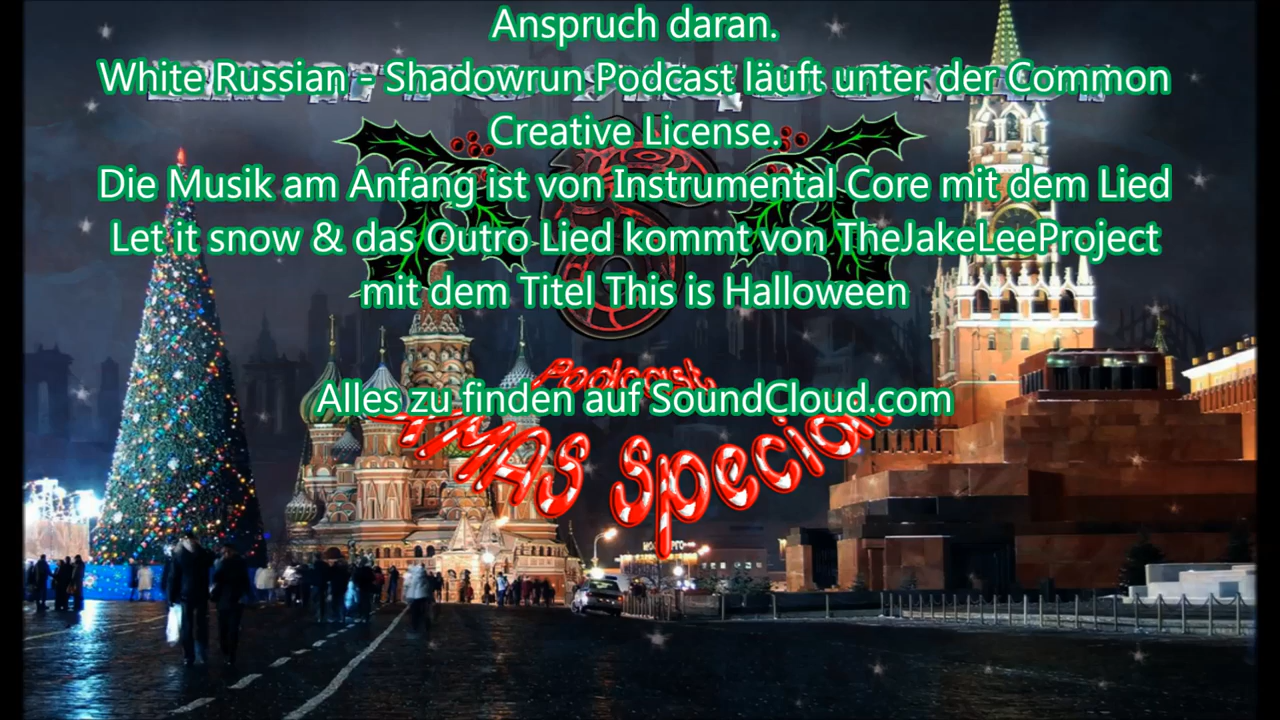 Anspruch daran.
White Russian - Shadowrun Podcast läuft unter der Common
Creative License.
Die Musik am Anfang ist von Instrumental Core mit dem Lied
Let it snow & das Outro Lied kommt von TheJakeLeeProject
mit dem Titel This is Halloween
Podcast
Alles zu finden auf SoundCloud.com
XMAS Special